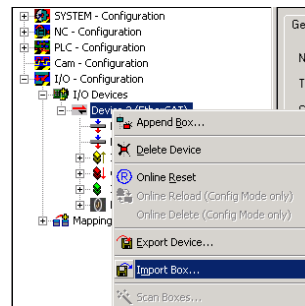 SYSTEM - Configuration
NC - Configuration
PLC - Configuration
Cam - Configuration
I/O - Configuration
I/O Devices
Device 2 (EtherCAT)
Mapping
Append Box...
Delete Device
Online Reset
Online Reload (Config Mode only)
Online Delete (Config Mode only)
Export Device...
Import Box...
Scan Boxes...
Ge
N
T